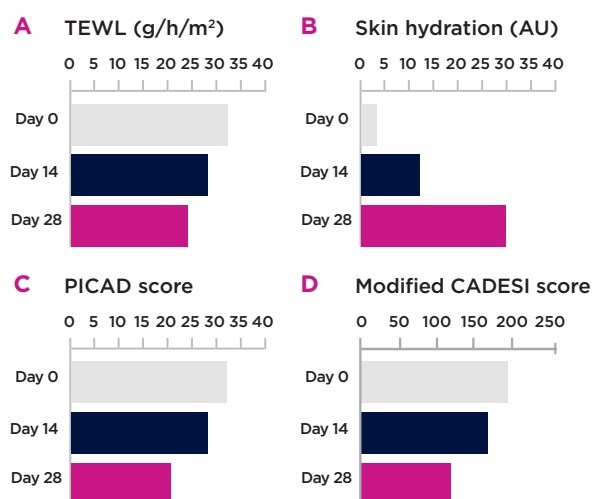 A TEWL (g/h/m²)
0 5 10 15 20 25 30 35 40
Day 0
Day 14
Day 28
B Skin hydration (AU)
0 5 10 15 20 25 30 35 40
Day 0
Day 14
Day 28
C PICAD score
0 5 10 15 20 25 30 35 40
Day 0
Day 14
Day 28
D Modified CADESI score
0 50 100 150 200 250
Day 0
Day 14
Day 28